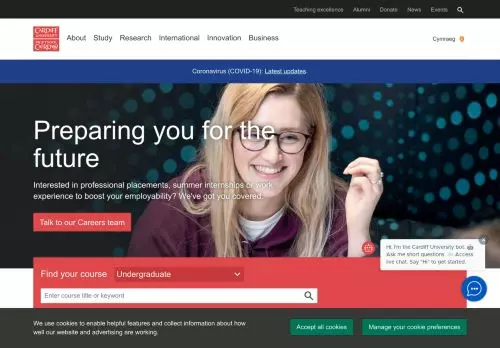 Teaching excellence Alumni Donate News Events
CARDIFF
UNIVERSITY
PRIFYSGOL
CAERDYDD
About Study Research International Innovation Business
Cymraeg
Coronavirus (COVID-19): Latest updates
Preparing you for the
future
Interested in professional placements, summer internships or work
experience to boost your employability? We've got you covered.
Talk to our Careers team
Hi. I'm the Cardiff University bot.
Ask me short questions. Access
live chat. Say "Hi" to get started.
Find your course Undergraduate
Enter course title or keyword
We use cookies to enable helpful features and collect information about how
well our website and advertising are working.
Accept all cookies
Manage your cookie preferences